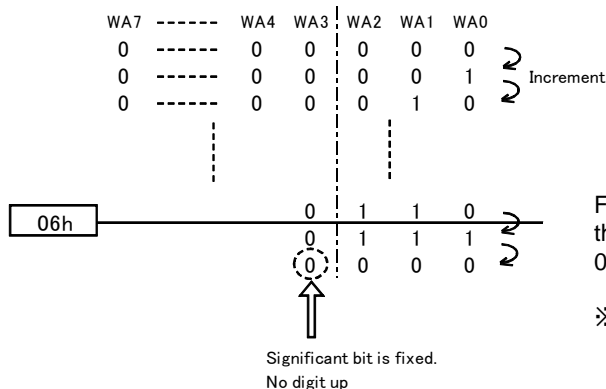 WA7 ------ WA4 WA3 WA2 WA1 WA0
0 ------ 0 0 0 0 0
0 ------ 0 0 0 0 1 Increment
0 ------ 0 0 0 1 0
0 1 1 0
06h
0 1 1 1
0 0 0 0
F
th
0
※
Significant bit is fixed.
No digit up